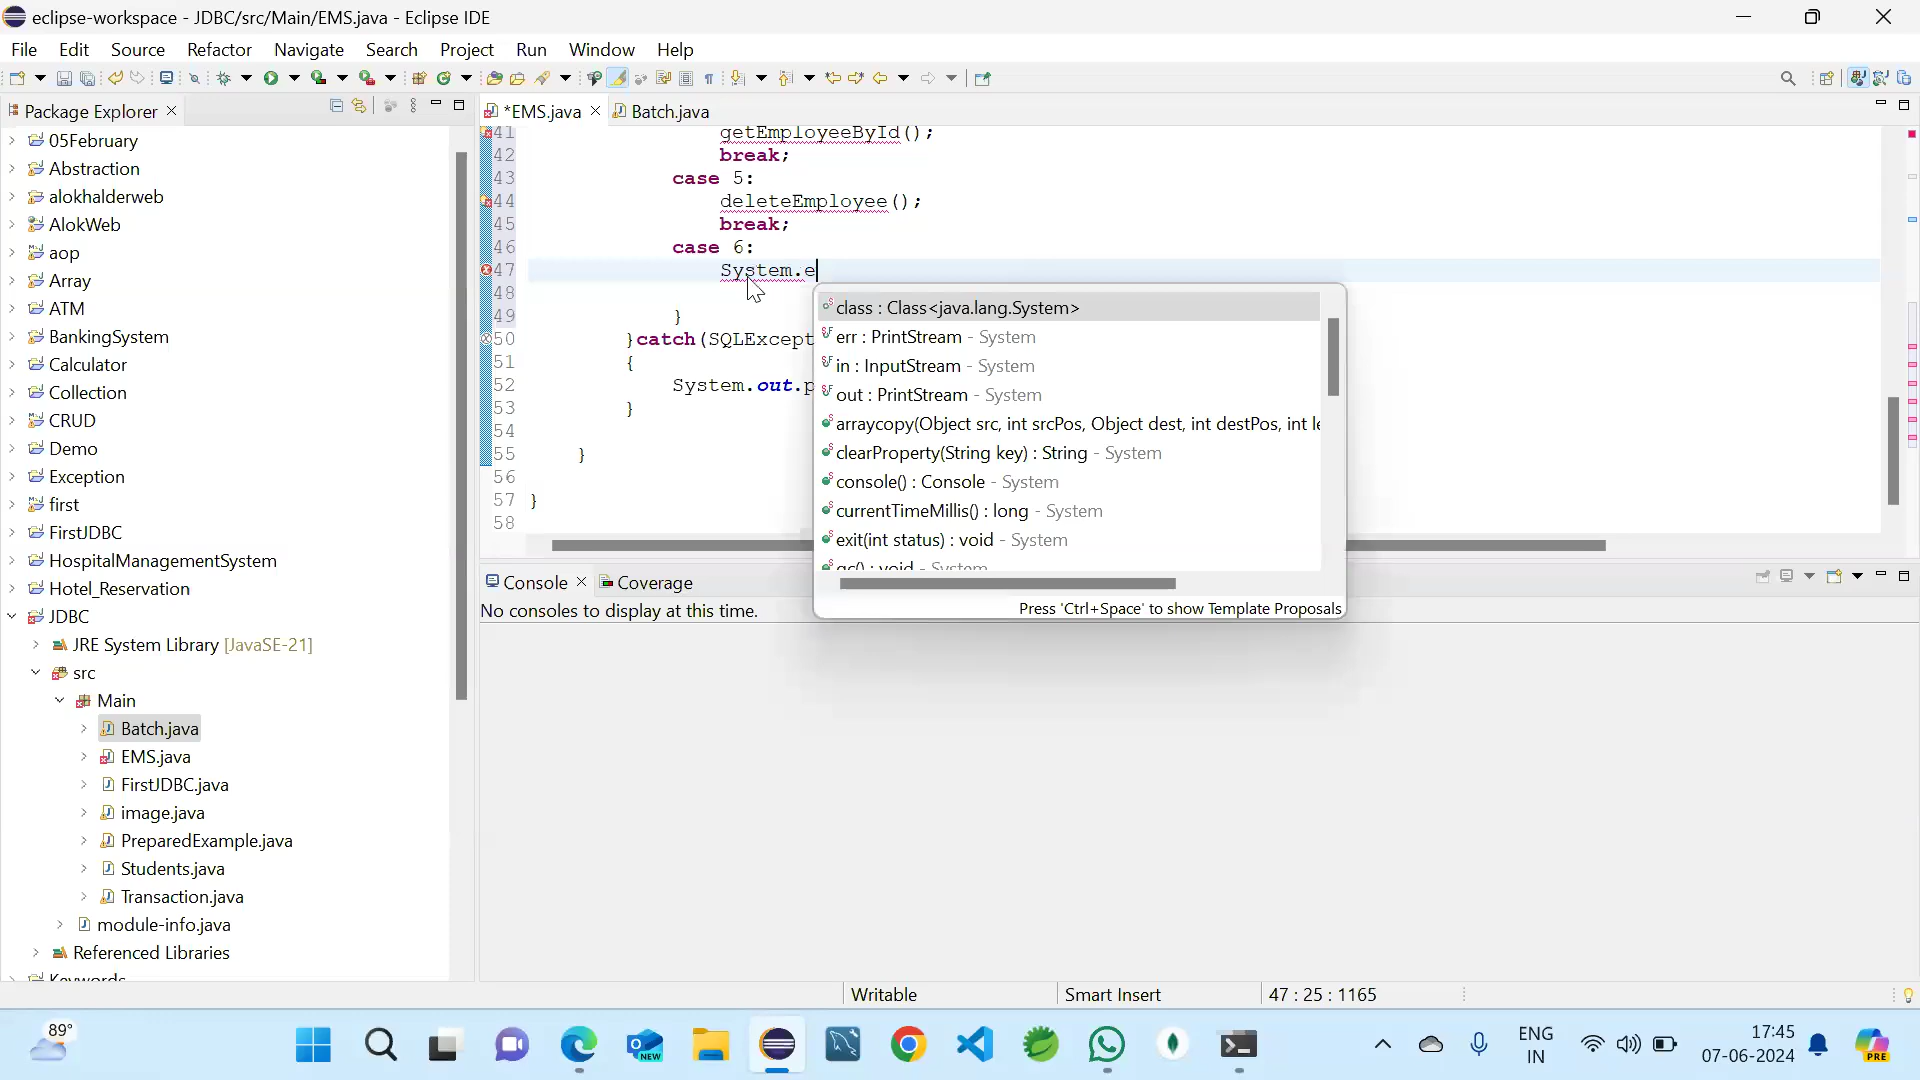 eclipse-workspace - JDBC/src/Main/EMS.java - Eclipse IDE
File Edit Source Refactor Navigate Search Project Run Window Help
Package Explorer
*EMS.java Batch.java
05February
Abstraction
alokhalderweb
AlokWeb
aop
Array
ATM
BankingSystem
Calculator
Collection
CRUD
Demo
Exception
first
FirstJDBC
HospitalManagementSystem
Hotel_Reservation
JDBC
JRE System Library [JavaSE-21]
src
Main
Batch.java
EMS.java
FirstJDBC.java
image.java
PreparedExample.java
Students.java
Transaction.java
module-info.java
Referenced Libraries
Keywords
41 getEmployeeById();
42 break;
43 case 5:
44 deleteEmployee();
45 break;
46 case 6:
47 System.e
48
49 }
50 }catch(SQLExcept
51 {
52 System.out.p
53 }
54
55 }
56
57 }
58
class : Class<java.lang.System>
err : PrintStream - System
in : InputStream - System
out : PrintStream - System
arraycopy(Object src, int srcPos, Object dest, int destPos, int le
clearProperty(String key) : String - System
console() : Console - System
currentTimeMillis() : long - System
exit(int status) : void - System
gc() : void - System
Press 'Ctrl+Space' to show Template Proposals
Console Coverage
No consoles to display at this time.
Writable Smart Insert 47 : 25 : 1165
89°
NEW
ENG
IN
17:45
07-06-2024
PRE